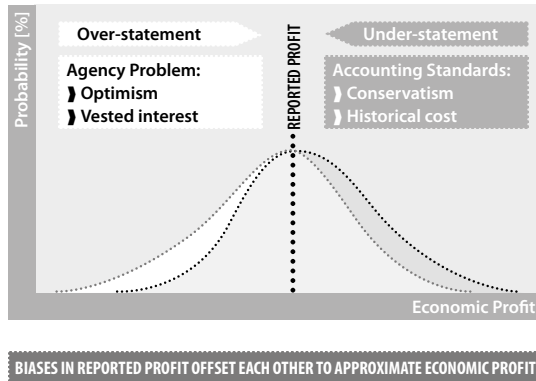 Over-statement
Under-statement
Agency Problem:
❱ Optimism
❱ Vested interest
Accounting Standards:
❱ Conservatism
❱ Historical cost
REPORTED PROFIT
Probability [%]
Economic Profit
BIASES IN REPORTED PROFIT OFFSET EACH OTHER TO APPROXIMATE ECONOMIC PROFIT